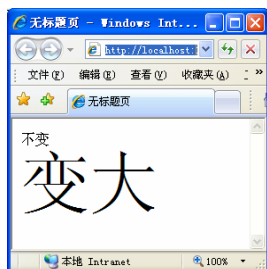 无标题页 - Windows Int...
http://localhost:
文件(F) 编辑(E) 查看(V) 收藏夹(A) »
无标题页
不变
变大
本地 Intranet 100%